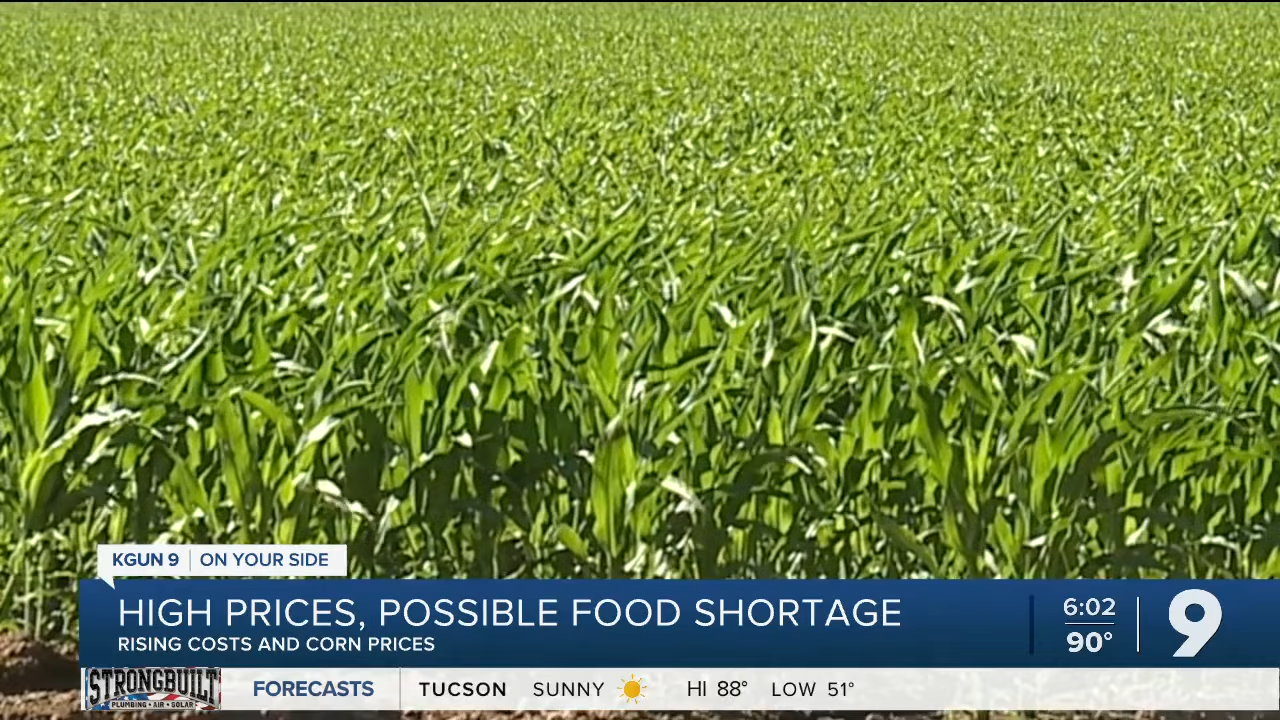 KGUN 9 | ON YOUR SIDE
HIGH PRICES, POSSIBLE FOOD SHORTAGE
RISING COSTS AND CORN PRICES
6:02
90°
9
STRONGBUILT
PLUMBING • AIR • SOLAR
FORECASTS
TUCSON SUNNY HI 88° LOW 51°